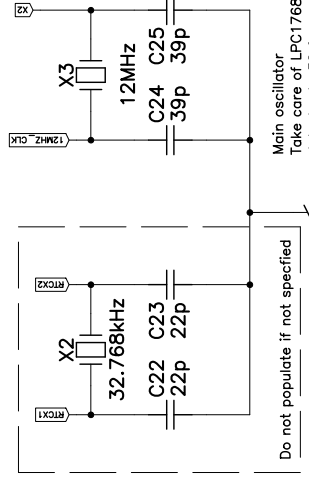 X2
X3
12MHz
C25
39p
C24
39p
12MHZ_CLK
Main oscillator
Take care of LPC1768
RTCX2
X2
32.768kHz
C23
22p
C22
22p
RTCX1
Do not populate if not specfied